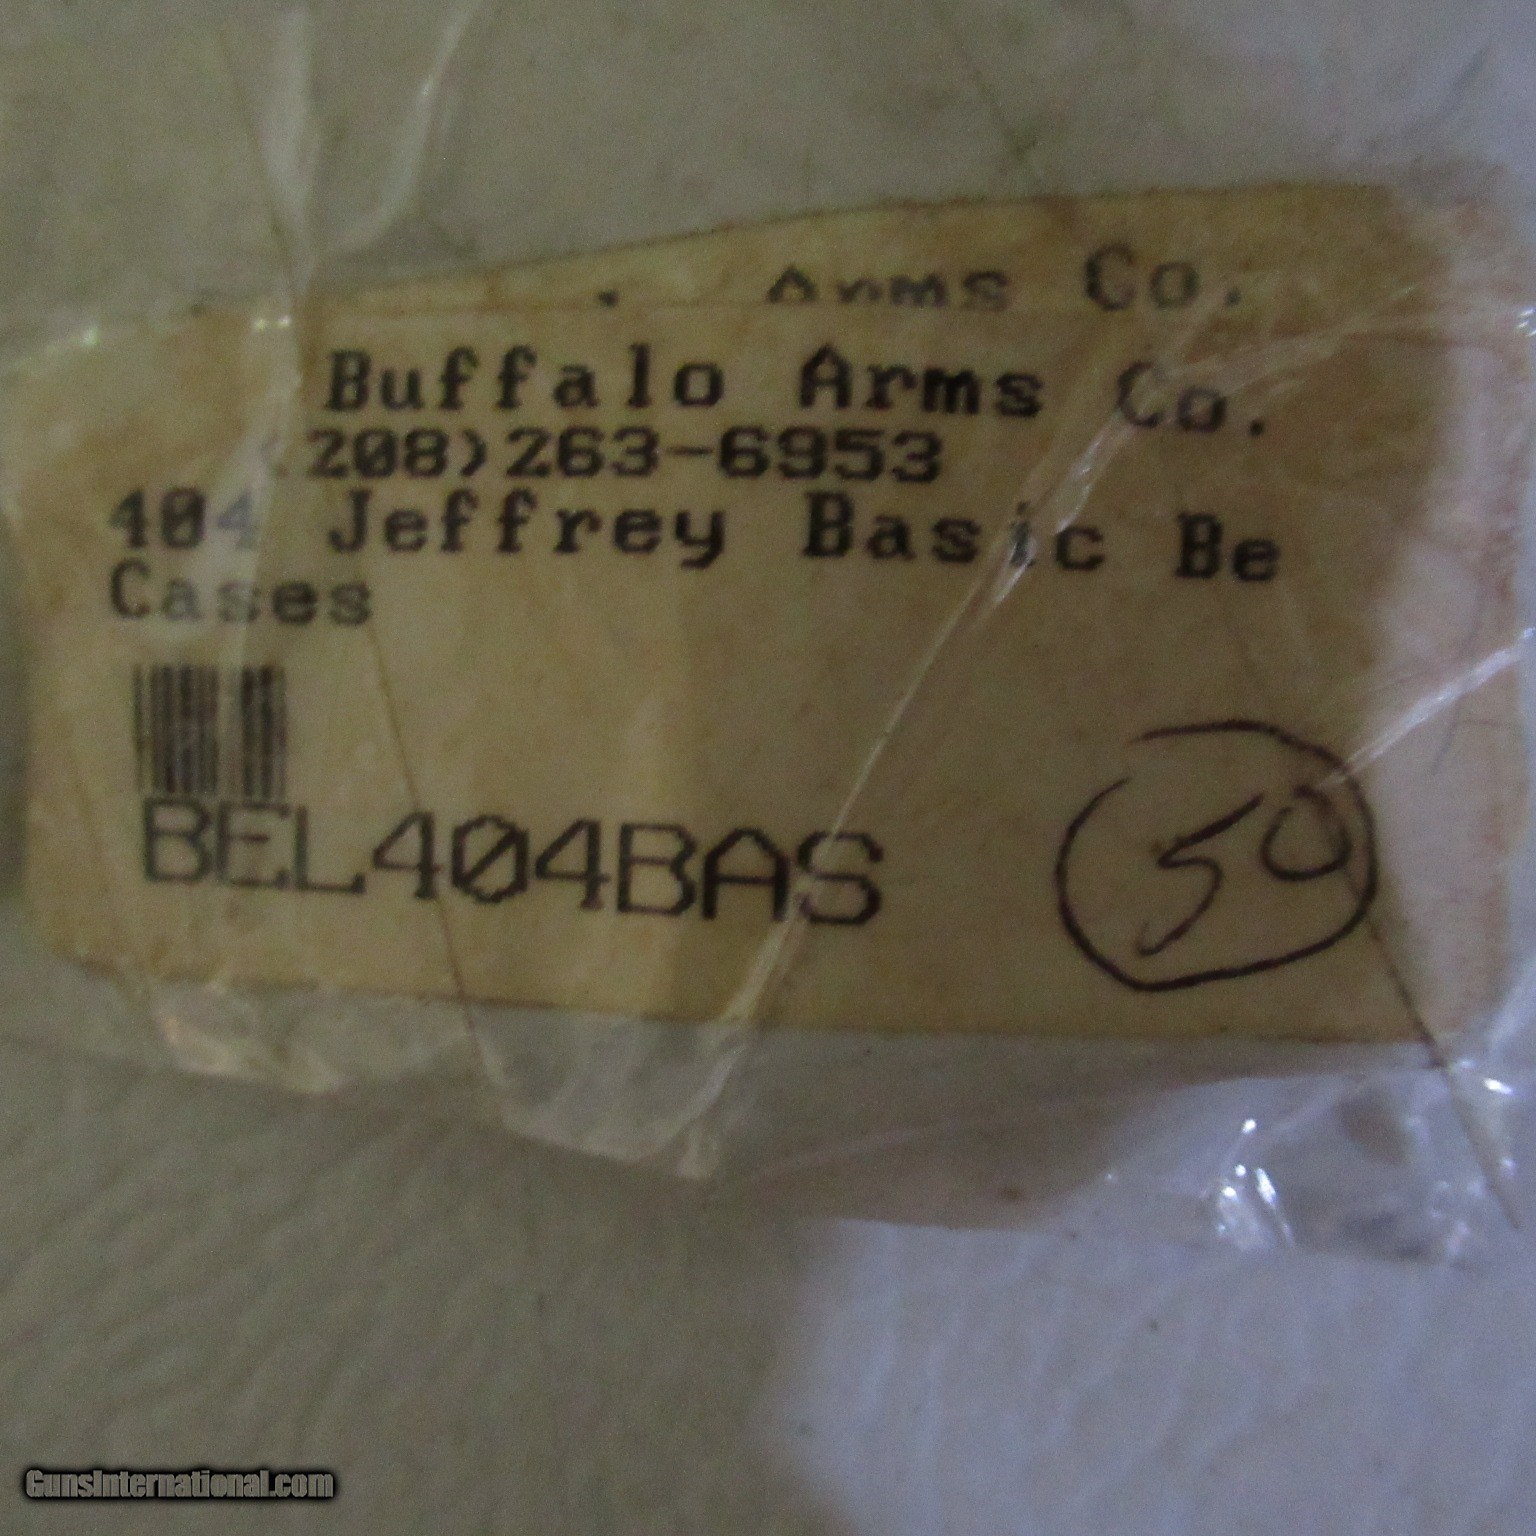 Arms Co.
Buffalo Arms Co.
(208)263-6953
404 Jeffrey Basic Be
Cases
BEL404BAS
50
GunsInternational.com